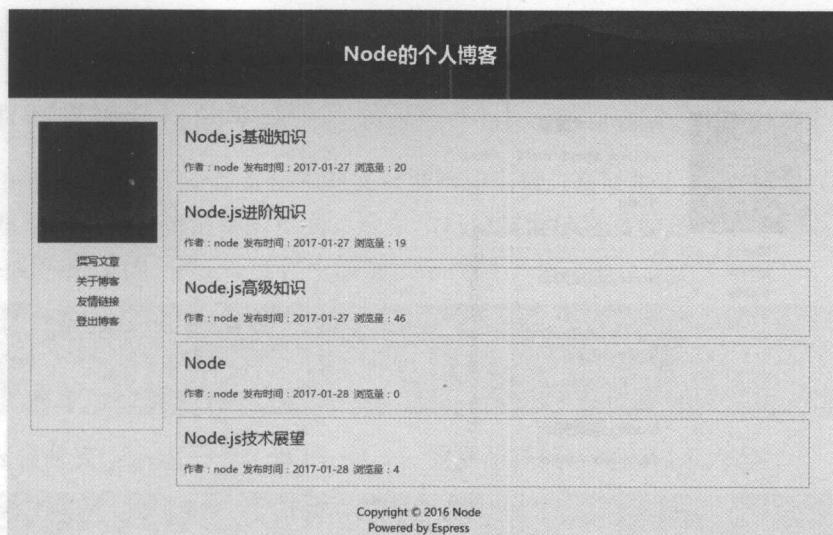 Node的个人博客
撰写文章
关于博客
友情链接
登出博客
Node.js基础知识
作者：node 发布时间：2017-01-27 浏览量：20
Node.js进阶知识
作者：node 发布时间：2017-01-27 浏览量：19
Node.js高级知识
作者：node 发布时间：2017-01-27 浏览量：46
Node
作者：node 发布时间：2017-01-28 浏览量：0
Node.js技术展望
作者：node 发布时间：2017-01-28 浏览量：4
Copyright © 2016 Node
Powered by Espress